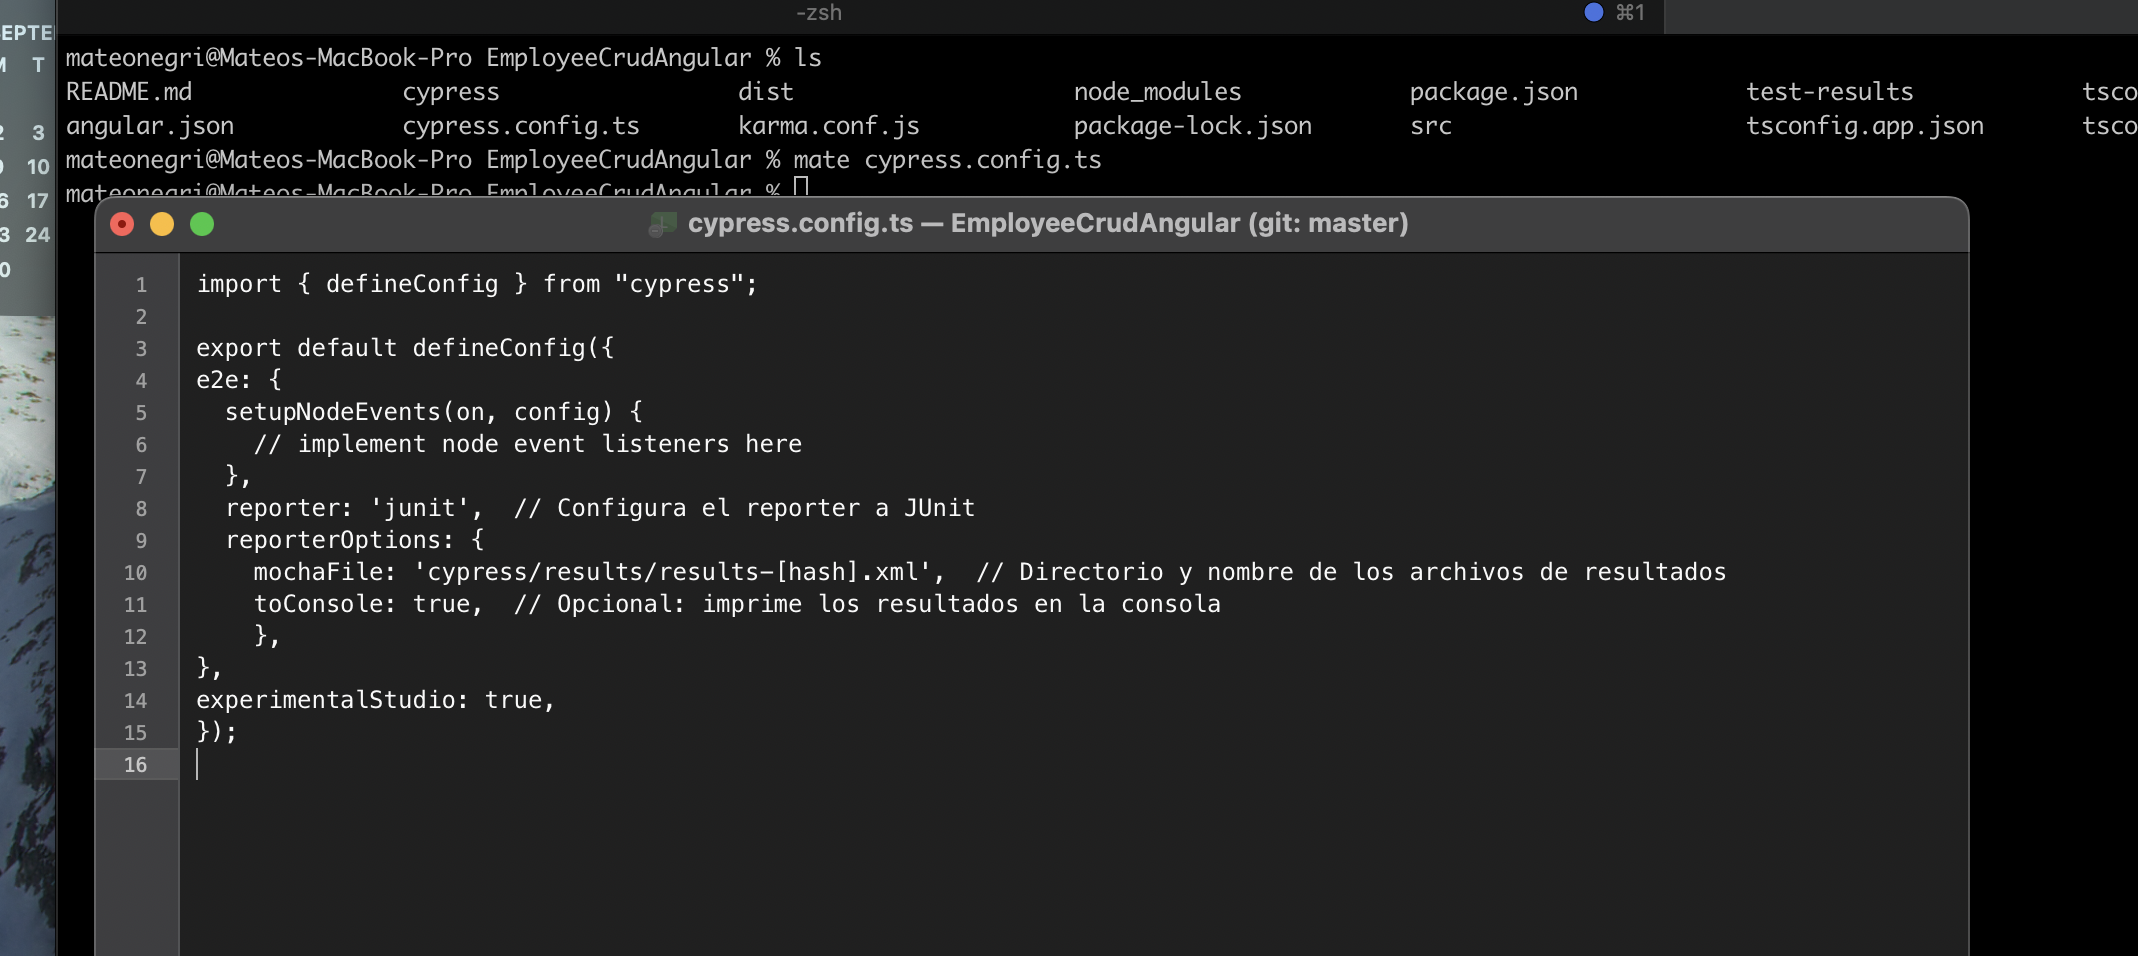 -zsh
⌘1
T
3
10
17
24
mateonegri@Mateos-MacBook-Pro EmployeeCrudAngular % ls
README.md cypress dist node_modules package.json test-results tsco
angular.json cypress.config.ts karma.conf.js package-lock.json src tsconfig.app.json tsco
mateonegri@Mateos-MacBook-Pro EmployeeCrudAngular % mate cypress.config.ts
mateonegri@Mateos-MacBook-Pro EmployeeCrudAngular %
cypress.config.ts — EmployeeCrudAngular (git: master)
1 import { defineConfig } from "cypress";
2
3 export default defineConfig({
4 e2e: {
5 setupNodeEvents(on, config) {
6 // implement node event listeners here
7 },
8 reporter: 'junit', // Configura el reporter a JUnit
9 reporterOptions: {
10 mochaFile: 'cypress/results/results-[hash].xml', // Directorio y nombre de los archivos de resultados
11 toConsole: true, // Opcional: imprime los resultados en la consola
12 },
13 },
14 experimentalStudio: true,
15 });
16